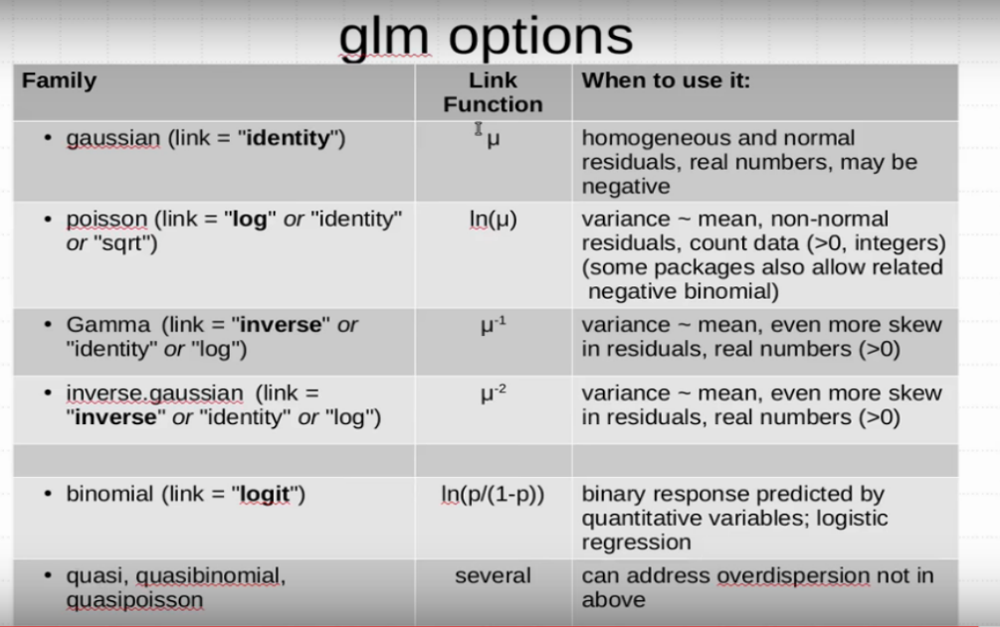 glm options
Family
Link
Function
When to use it:
• gaussian (link = "identity")
μ
homogeneous and normal
residuals, real numbers, may be
negative
• poisson (link = "log" or "identity"
or "sqrt")
ln(μ)
variance ~ mean, non-normal
residuals, count data (>0, integers)
(some packages also allow related
negative binomial)
• Gamma (link = "inverse" or
"identity" or "log")
μ⁻¹
variance ~ mean, even more skew
in residuals, real numbers (>0)
• inverse.gaussian (link =
"inverse" or "identity" or "log")
μ⁻²
variance ~ mean, even more skew
in residuals, real numbers (>0)
• binomial (link = "logit")
ln(p/(1-p))
binary response predicted by
quantitative variables; logistic
regression
• quasi, quasibinomial,
quasipoisson
several
can address overdispersion not in
above